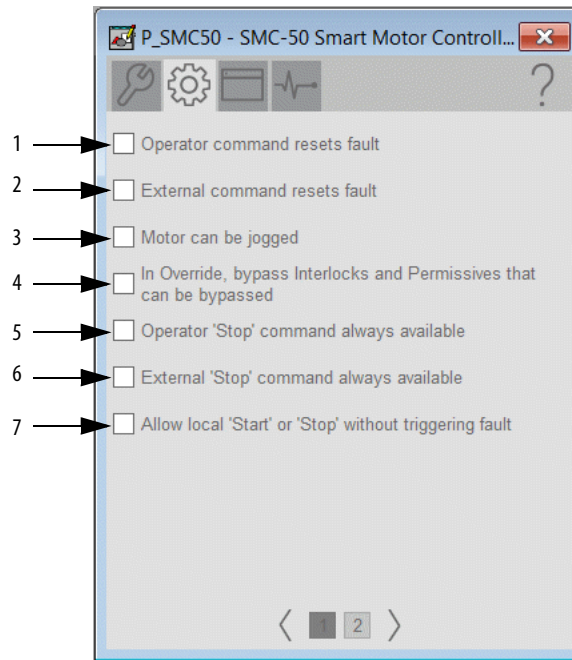 P_SMC50 - SMC-50 Smart Motor Controll...
?
1 Operator command resets fault
2 External command resets fault
3 Motor can be jogged
4 In Override, bypass Interlocks and Permissives that
can be bypassed
5 Operator 'Stop' command always available
6 External 'Stop' command always available
7 Allow local 'Start' or 'Stop' without triggering fault
1 2